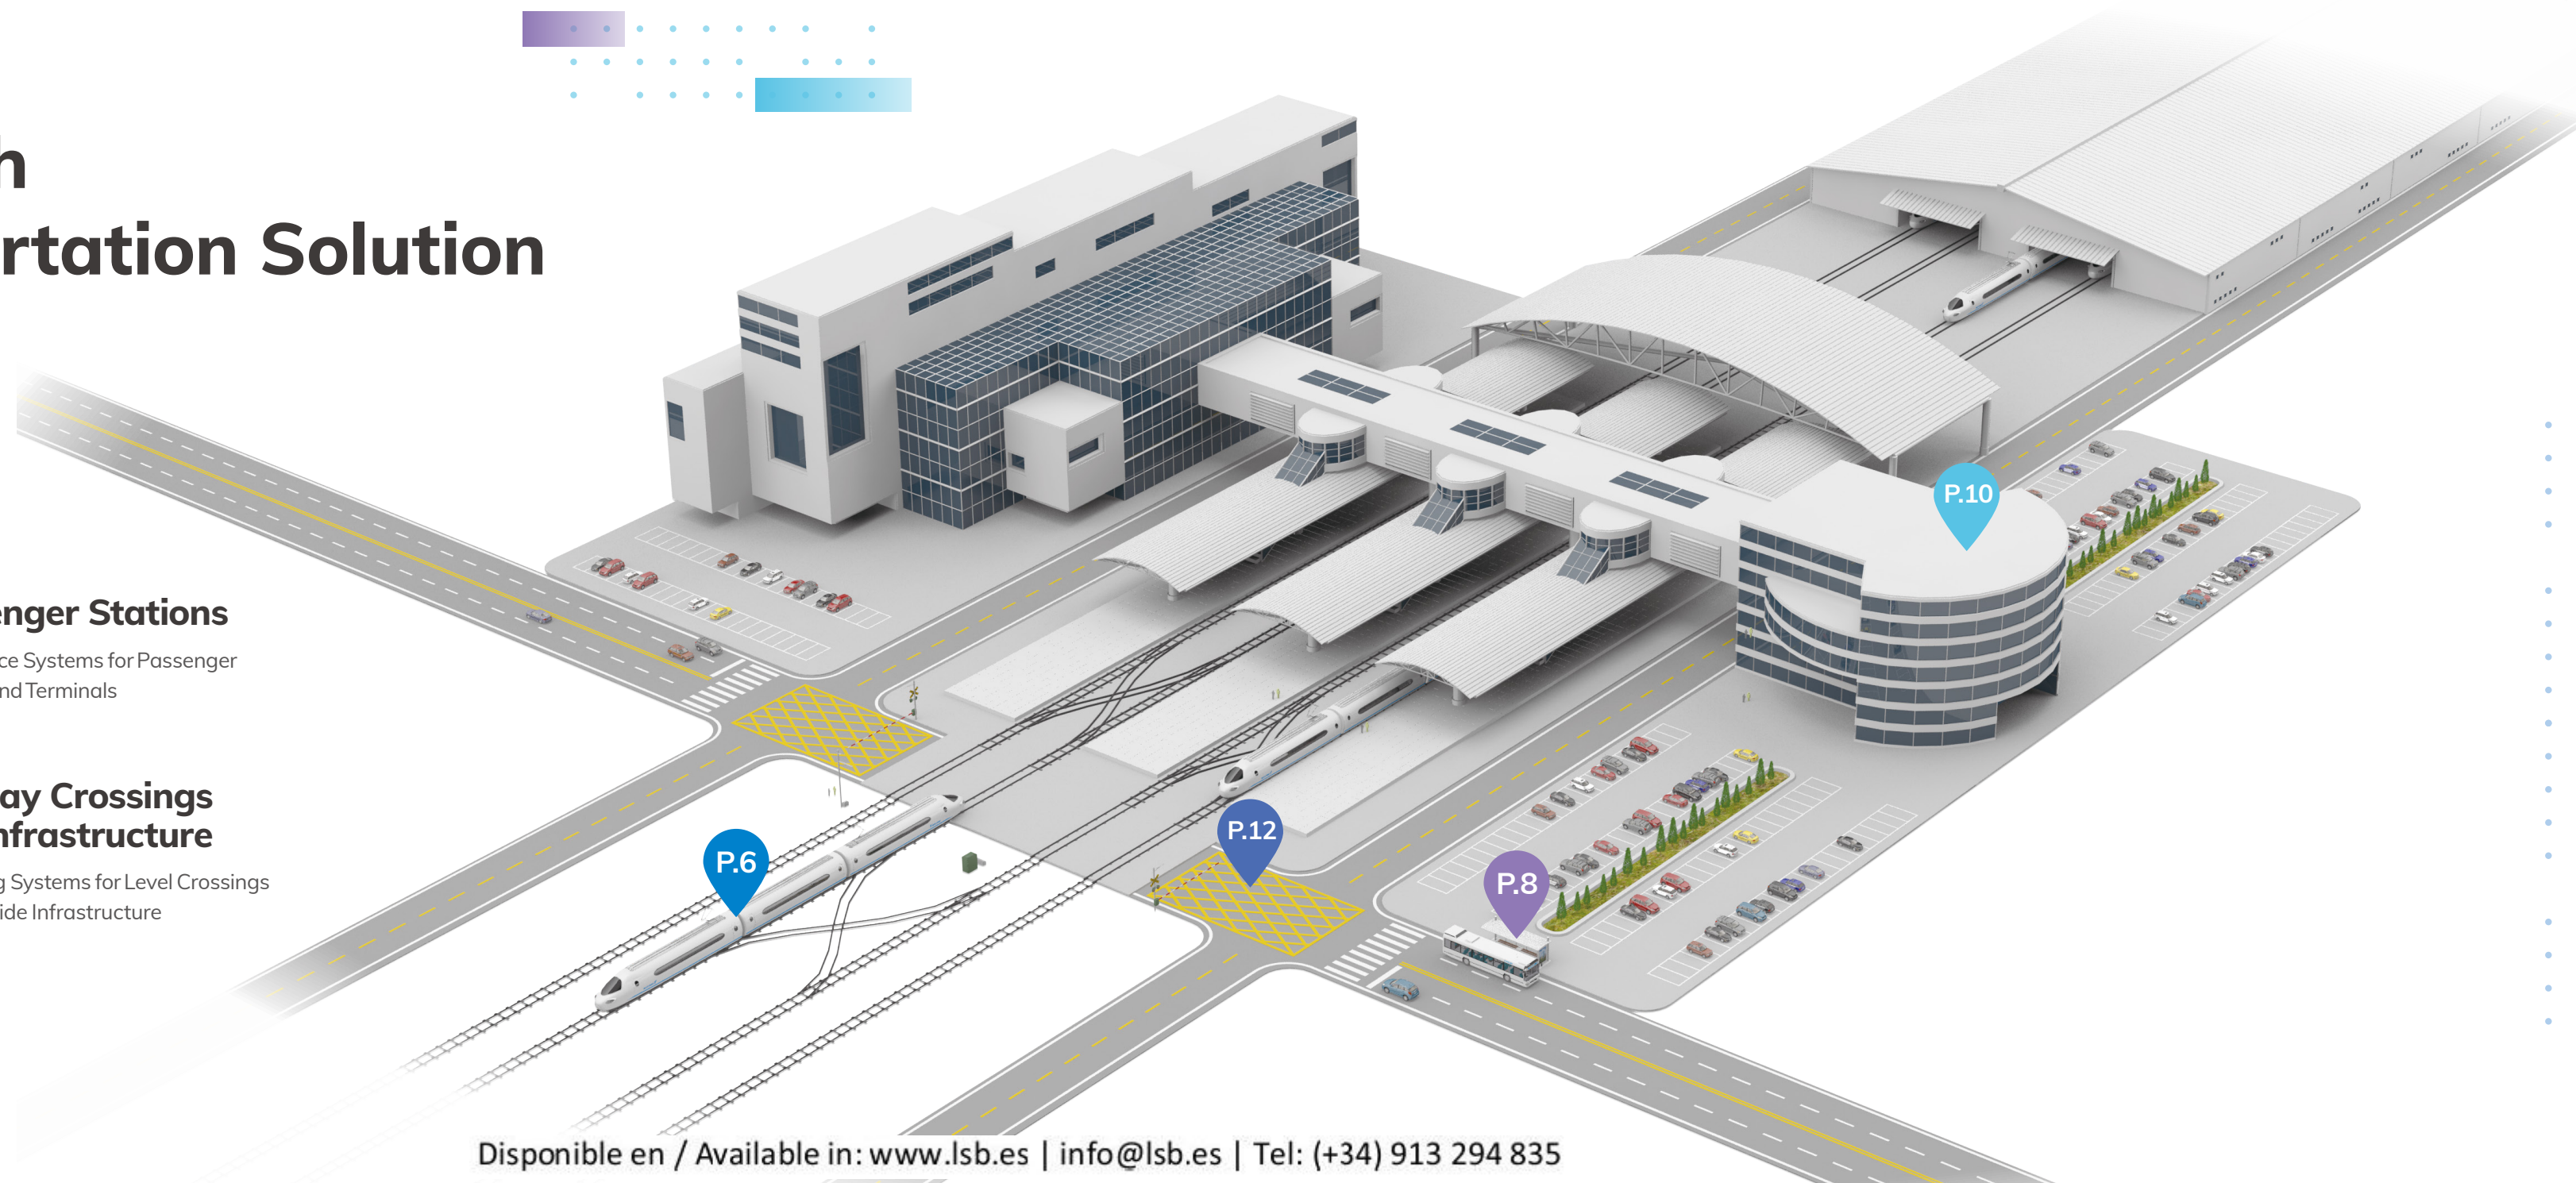 h
rtation Solution
enger Stations
ce Systems for Passenger
nd Terminals
ay Crossings
nfrastructure
g Systems for Level Crossings
ide Infrastructure
P.10
P.12
P.6
P.8
Disponible en / Available in: www.lsb.es | info@lsb.es | Tel: (+34) 913 294 835